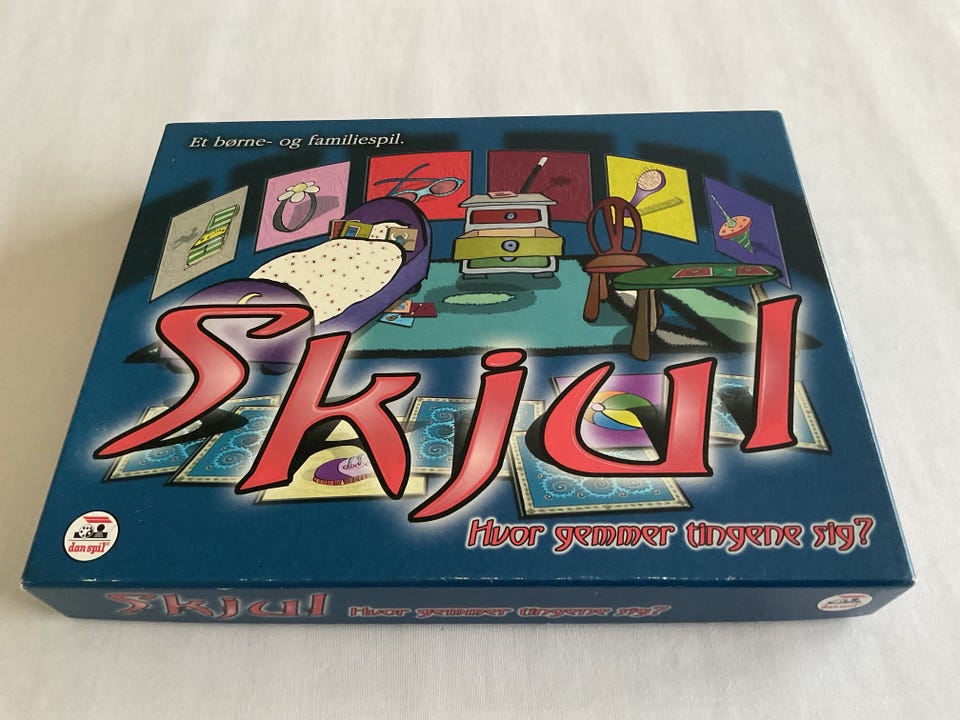 Et børne- og familiespil.
Skjul
Hvor gemmer tingene sig?
dan-spil
Skjul Hvor gemmer tingene sig?
dan-spil